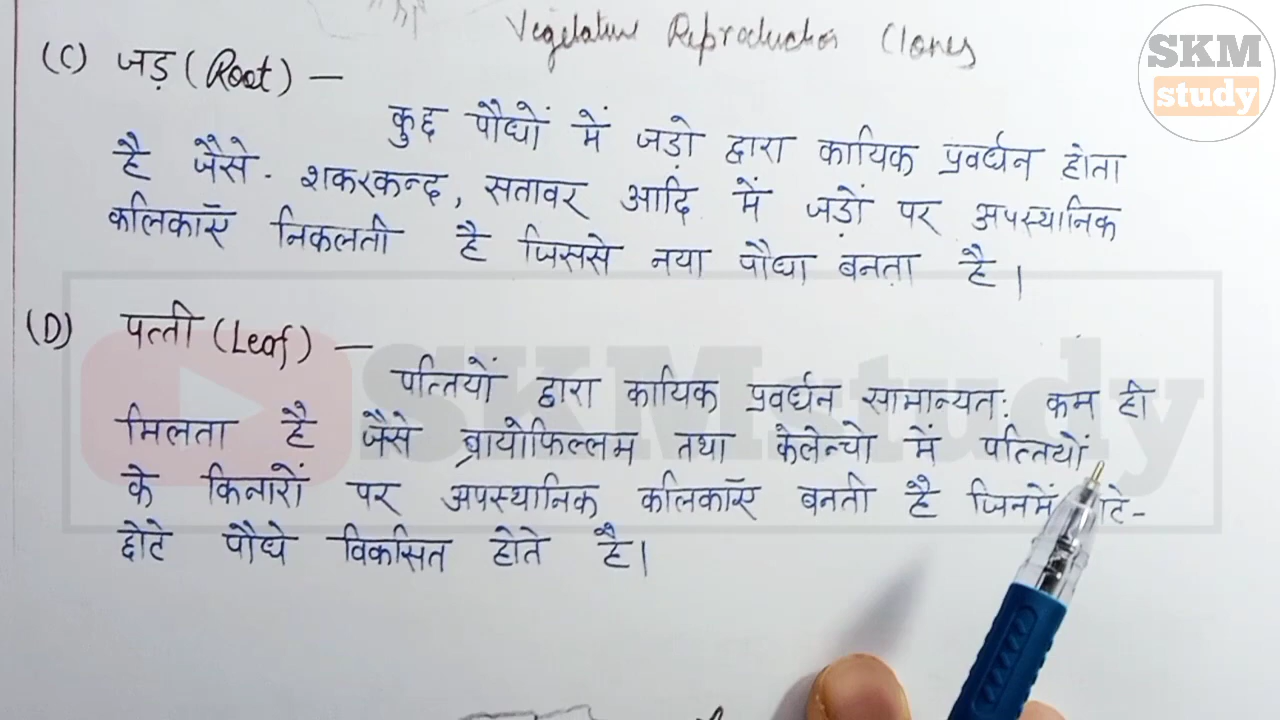 Vegetative Reproduction Clones
SKM
study
(C) जड़ (Root) —
कुछ पौधों में जड़ो द्वारा कायिक प्रवर्धन होता
है जैसे - शकरकन्द, सतावर आदि में जड़ों पर अपस्थानिक
कलिकाऍ निकलती है जिससे नया पौधा बनता है।
(D) पत्ती (Leaf) —
पत्तियों द्वारा कायिक प्रवर्धन सामान्यत: कम ही
मिलता है जैसे ब्रायोफिल्लम तथा केलेन्चो में पत्तियों
के किनारों पर अपस्थानिक कलिकाऍ बनती है जिनमें
छोटे पौधे विकसित होते है।
SKMstudy